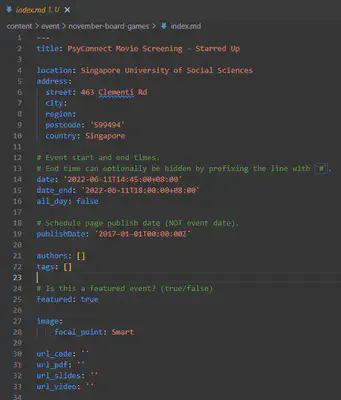 index.md 1, U
content > event > november-board-games > index.md
1 ---
2 title: PsyConnect Movie Screening - Starred Up
3
4 location: Singapore University of Social Sciences
5 address:
6 street: 463 Clementi Rd
7 city:
8 region:
9 postcode: '599494'
10 country: Singapore
11
12 # Event start and end times.
13 # End time can optionally be hidden by prefixing the line with `#`.
14 date: '2022-06-11T14:45:00+08:00'
15 date_end: '2022-06-11T18:00:00+08:00'
16 all_day: false
17
18 # Schedule page publish date (NOT event date).
19 publishDate: '2017-01-01T00:00:00Z'
20
21 authors: []
22 tags: []
23
24 # Is this a featured event? (true/false)
25 featured: true
26
27 image:
28 focal_point: Smart
29
30 url_code: ''
31 url_pdf: ''
32 url_slides: ''
33 url_video: ''